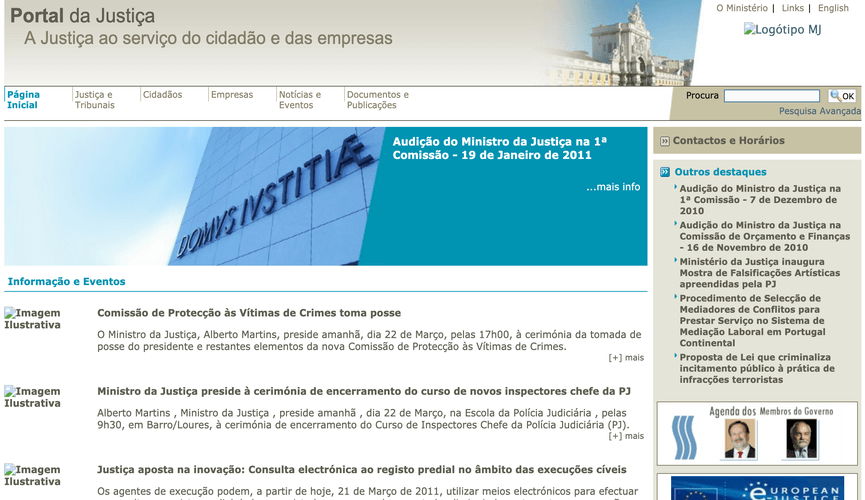 Portal da Justiça
A Justiça ao serviço do cidadão e das empresas
O Ministério | Links | English
Logótipo MJ
Página
Inicial
Justiça e
Tribunais
Cidadãos
Empresas
Notícias e
Eventos
Documentos e
Publicações
Procura
OK
Pesquisa Avançada
DOMVS IVSTITIÆ
Audição do Ministro da Justiça na 1ª
Comissão - 19 de Janeiro de 2011
...mais info
Informação e Eventos
Imagem
Ilustrativa
Comissão de Protecção às Vítimas de Crimes toma posse
O Ministro da Justiça, Alberto Martins, preside amanhã, dia 22 de Março, pelas 17h00, à cerimónia da tomada de
posse do presidente e restantes elementos da nova Comissão de Protecção às Vítimas de Crimes.
[+] mais
Imagem
Ilustrativa
Ministro da Justiça preside à cerimónia de encerramento do curso de novos inspectores chefe da PJ
Alberto Martins , Ministro da Justiça , preside amanhã , dia 22 de Março, na Escola da Polícia Judiciária , pelas
9h30, em Barro/Loures, à cerimónia de encerramento do Curso de Inspectores Chefe da Polícia Judiciária (PJ).
[+] mais
Imagem
Ilustrativa
Justiça aposta na inovação: Consulta electrónica ao registo predial no âmbito das execuções cíveis
Os agentes de execução podem, a partir de hoje, 21 de Março de 2011, utilizar meios electrónicos para efectuar
Contactos e Horários
Outros destaques
Audição do Ministro da Justiça na
1ª Comissão - 7 de Dezembro de
2010
Audição do Ministro da Justiça na
Comissão de Orçamento e Finanças
- 16 de Novembro de 2010
Ministério da Justiça inaugura
Mostra de Falsificações Artísticas
apreendidas pela PJ
Procedimento de Selecção de
Mediadores de Conflitos para
Prestar Serviço no Sistema de
Mediação Laboral em Portugal
Continental
Proposta de Lei que criminaliza
incitamento público à prática de
infracções terroristas
Agenda dos Membros do Governo
EUROPEAN